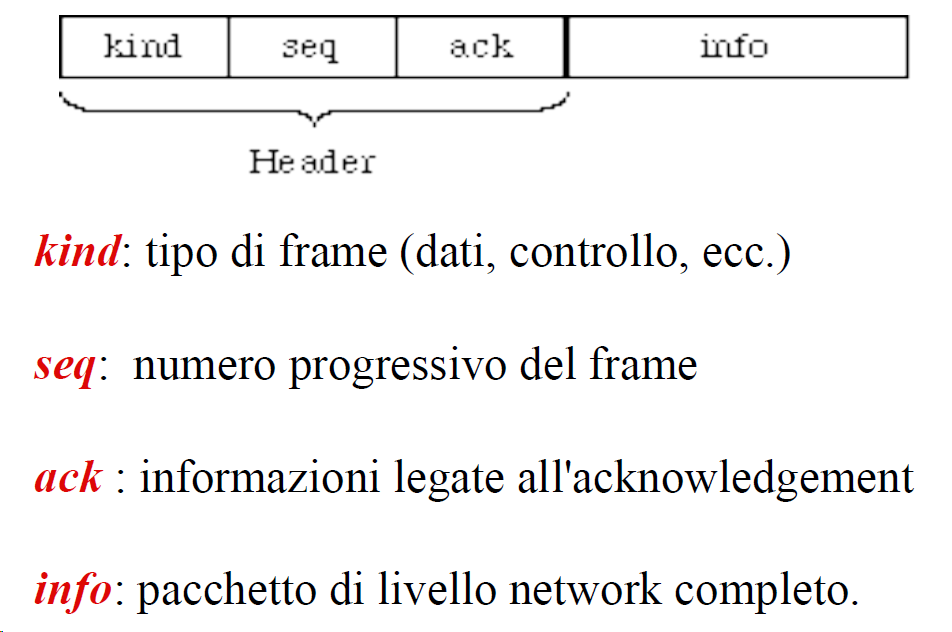 kind seq ack info
Header
kind: tipo di frame (dati, controllo, ecc.)
seq: numero progressivo del frame
ack : informazioni legate all'acknowledgement
info: pacchetto di livello network completo.